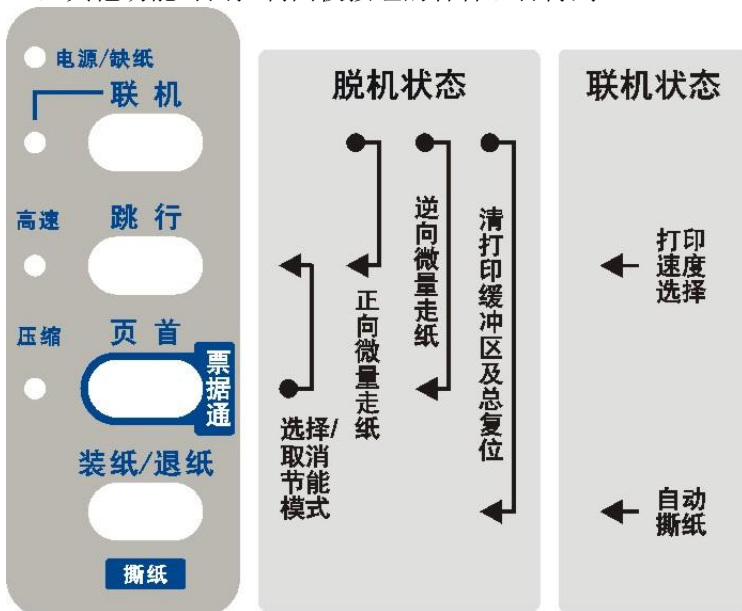 电源/缺纸
联 机
高速
跳 行
压缩
页 首
票据通
装纸/退纸
撕纸
脱机状态
选择/
取消
节能
模式
正向微量走纸
逆向微量走纸
清打印缓冲区及总复位
联机状态
打印
速度
选择
自动
撕纸